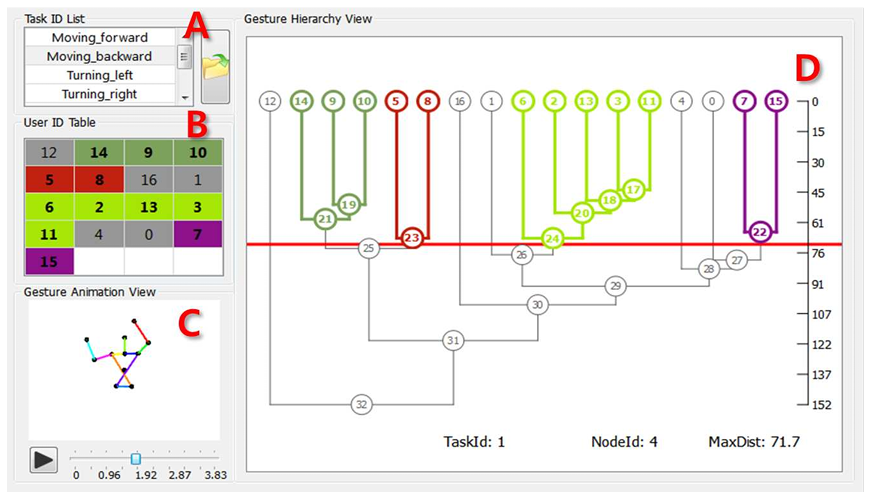 Task ID List
A
Moving_forward
Moving_backward
Turning_left
Turning_right
User ID Table
B
12 14 9 10
5 8 16 1
6 2 13 3
11 4 0 7
15
Gesture Animation View
C
0 0.96 1.92 2.87 3.83
Gesture Hierarchy View
D
12 14 9 10 5 8 16 1 6 2 13 3 11 4 0 7 15 0
15
30
45
61
76
91
107
122
137
152
17
18
19
20
21
22
23
24
25
26
27
28
29
30
31
32
TaskId: 1 NodeId: 4 MaxDist: 71.7